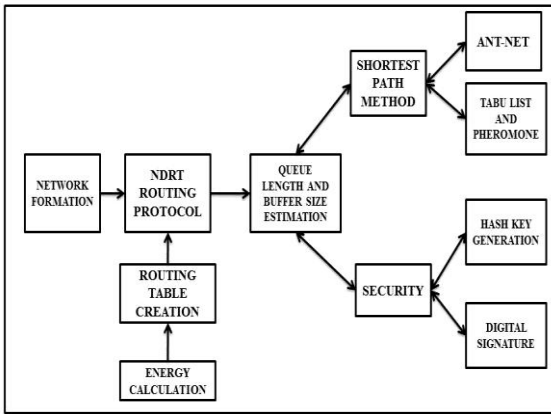 ANT-NET
SHORTEST
PATH
METHOD
TABU LIST
AND
PHEROMONE
NETWORK
FORMATION
NDRT
ROUTING
PROTOCOL
QUEUE
LENGTH AND
BUFFER SIZE
ESTIMATION
HASH KEY
GENERATION
ROUTING
TABLE
CREATION
SECURITY
DIGITAL
SIGNATURE
ENERGY
CALCULATION